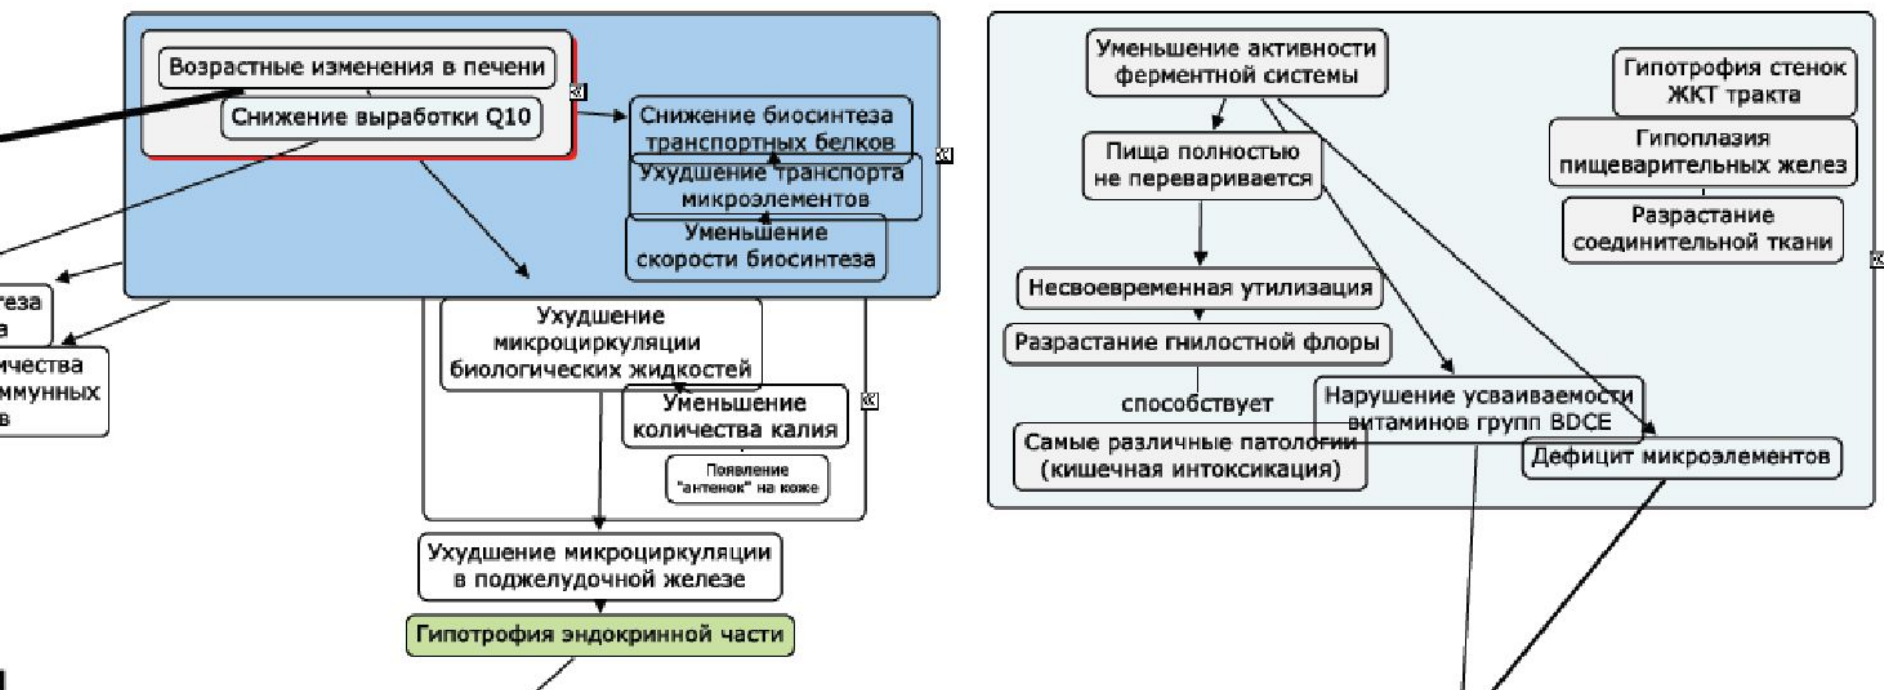 Возрастные изменения в печени
Снижение выработки Q10
Снижение биосинтеза
транспортных белков
Ухудшение транспорта
микроэлементов
Уменьшение
скорости биосинтеза
Ухудшение
микроциркуляции
биологических жидкостей
Уменьшение
количества калия
Появление
"антенок" на коже
Ухудшение микроциркуляции
в поджелудочной железе
Гипотрофия эндокринной части
теза
а
ичества
ммунных
в
Уменьшение активности
ферментной системы
Пища полностью
не переваривается
Несвоевременная утилизация
Разрастание гнилостной флоры
способствует
Самые различные патологии
(кишечная интоксикация)
Нарушение усваиваемости
витаминов групп BDCE
Дефицит микроэлементов
Гипотрофия стенок
ЖКТ тракта
Гипоплазия
пищеварительных желез
Разрастание
соединительной ткани